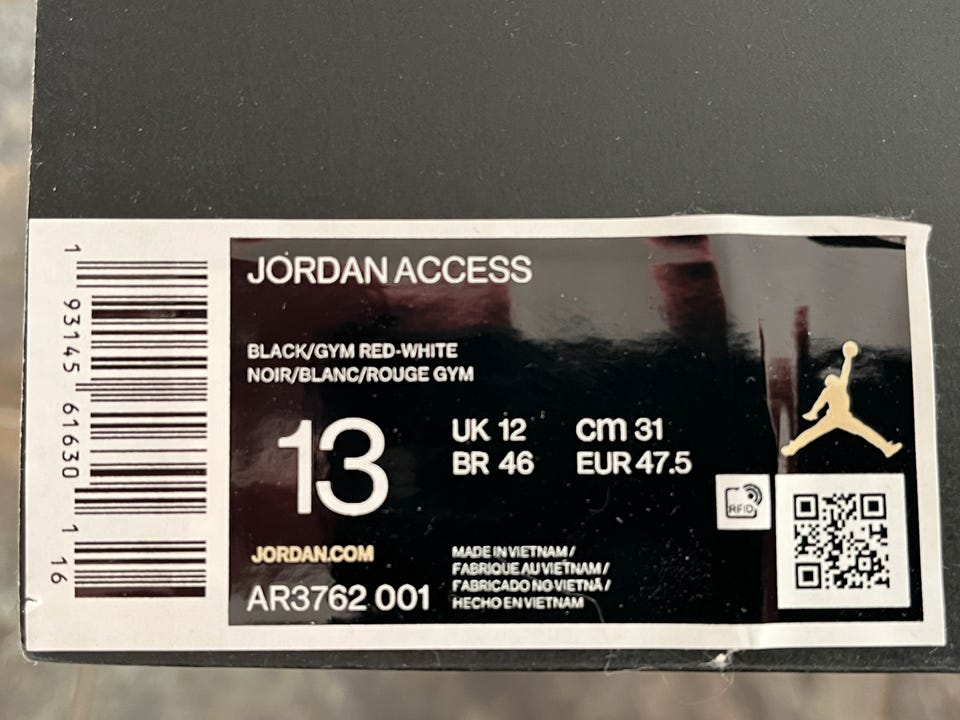 JORDAN ACCESS
BLACK/GYM RED-WHITE
NOIR/BLANC/ROUGE GYM
13
UK 12 CM 31
BR 46 EUR 47.5
RFID
JORDAN.COM
AR3762 001
MADE IN VIETNAM /
FABRIQUE AU VIETNAM /
FABRICADO NO VIETNÃ /
HECHO EN VIETNAM
1 93145 61630 1 16